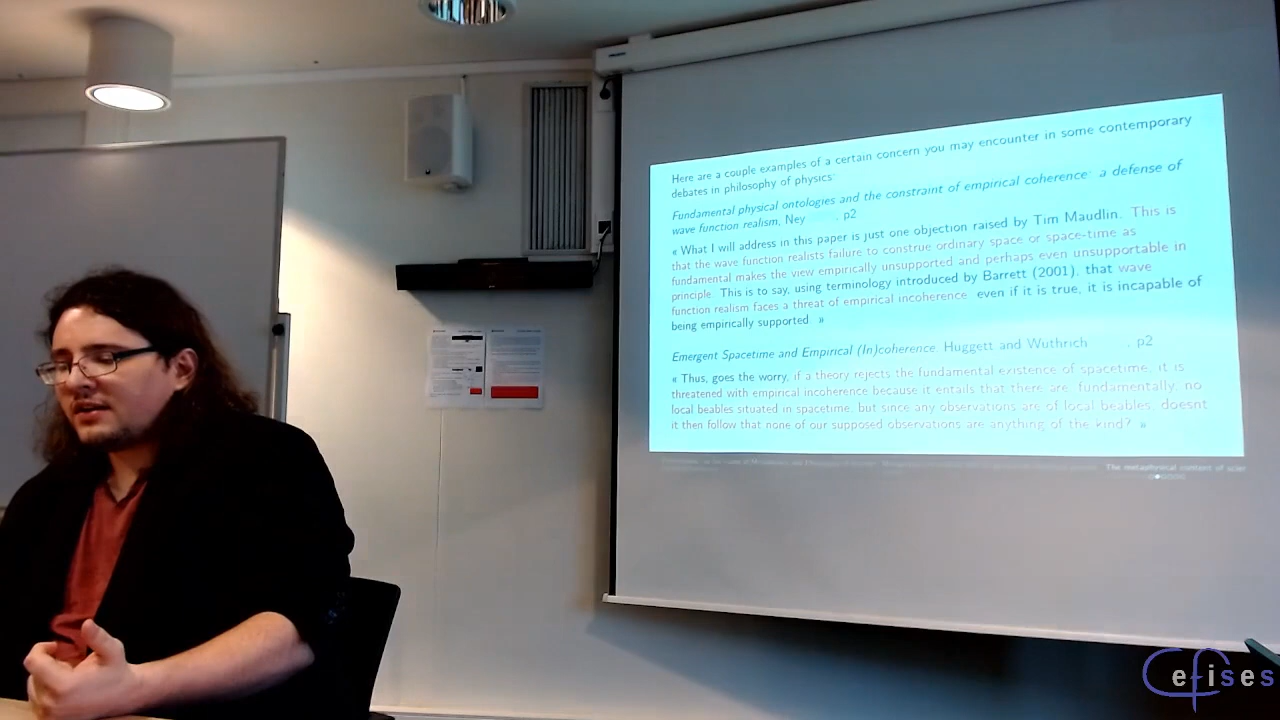 Here are a couple examples of a certain concern you may encounter in some contemporary
debates in philosophy of physics:
Fundamental physical ontologies and the constraint of empirical coherence: a defense of
wave function realism, Ney , p2
« What I will address in this paper is just one objection raised by Tim Maudlin. This is
that the wave function realists failure to construe ordinary space or space-time as
fundamental makes the view empirically unsupported and perhaps even unsupportable in
principle. This is to say, using terminology introduced by Barrett (2001), that wave
function realism faces a threat of empirical incoherence: even if it is true, it is incapable of
being empirically supported. »
Emergent Spacetime and Empirical (In)coherence, Huggett and Wuthrich , p2
« Thus, goes the worry, if a theory rejects the fundamental existence of spacetime, it is
threatened with empirical incoherence because it entails that there are, fundamentally, no
local beables situated in spacetime; but since any observations are of local beables, doesnt
it then follow that none of our supposed observations are anything of the kind? »
The metaphysical content of scien
Cefises